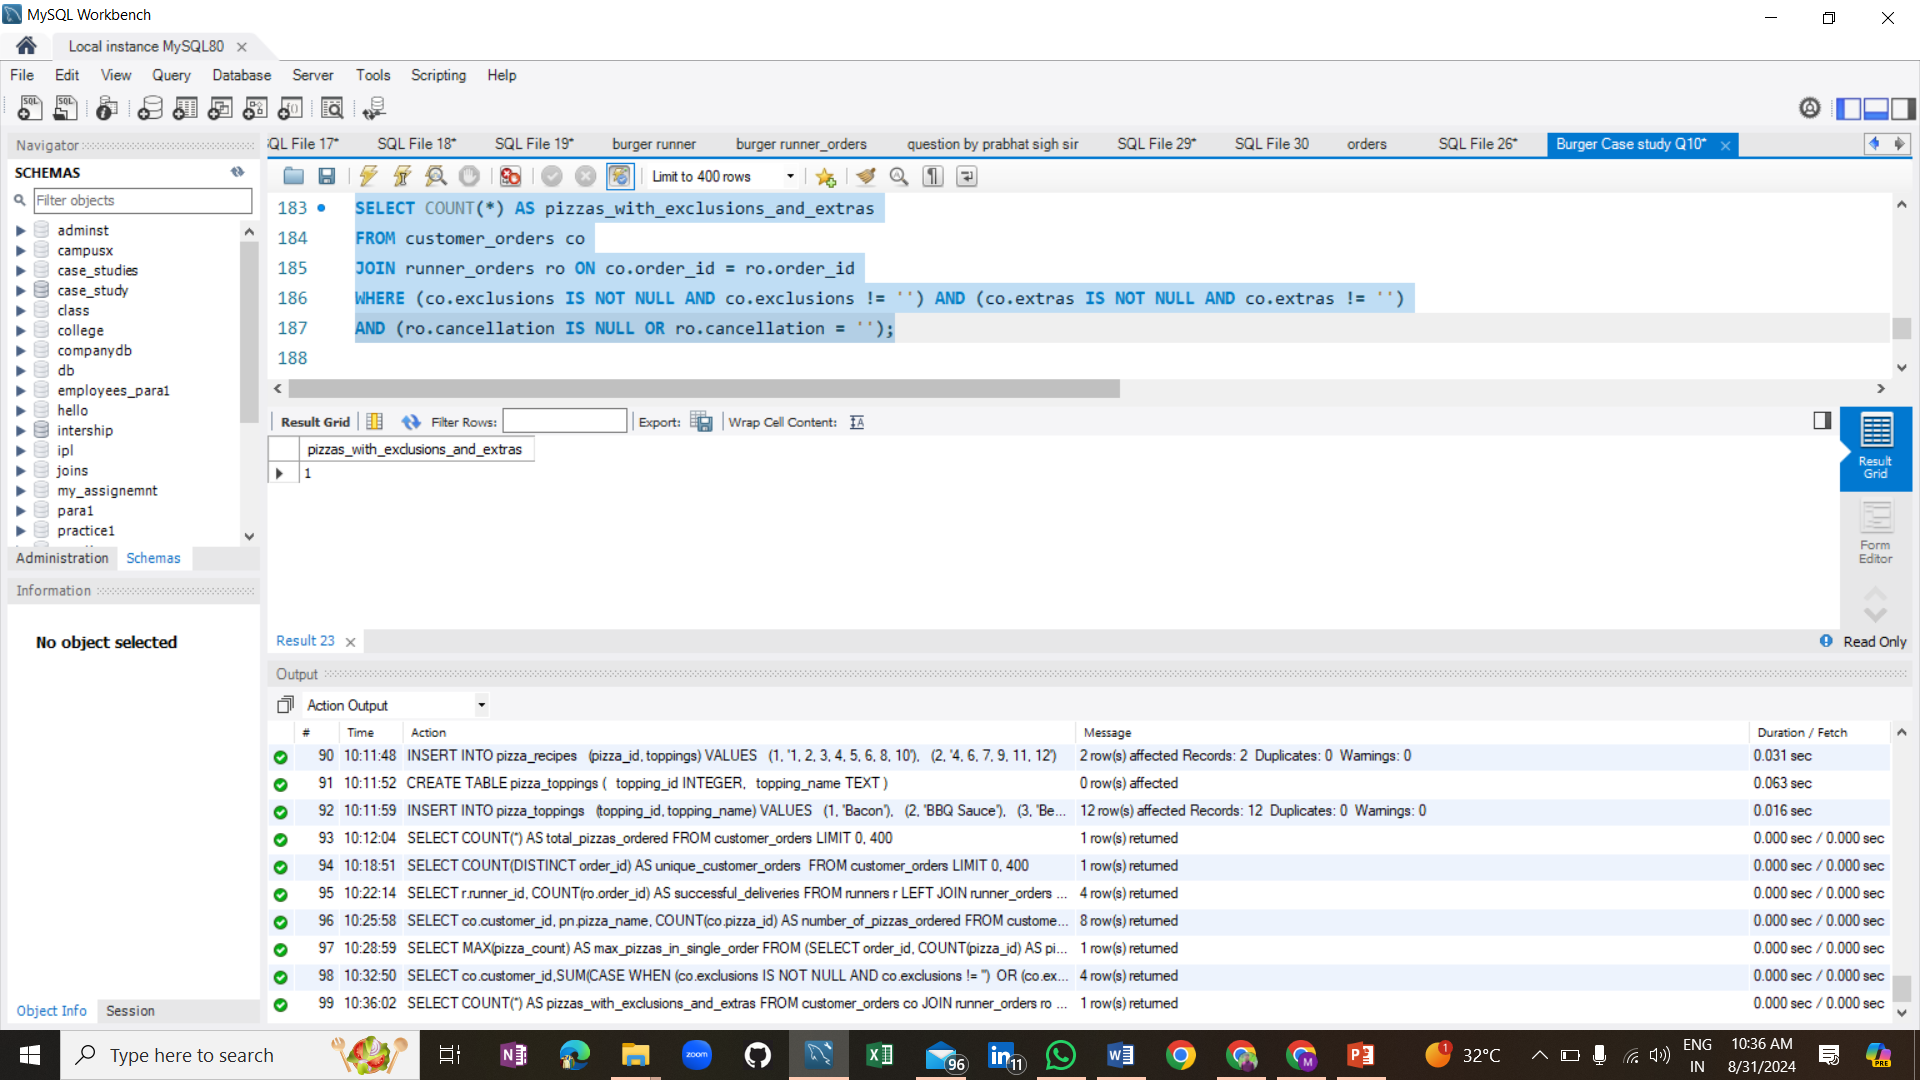 MySQL Workbench
Local instance MySQL80
File Edit View Query Database Server Tools Scripting Help
Navigator
SCHEMAS
Filter objects
adminst
campusx
case_studies
case_study
class
college
companydb
db
employees_para1
hello
intership
ipl
joins
my_assignemnt
para1
practice1
Administration Schemas
Information
No object selected
Object Info Session
SQL File 17* SQL File 18* SQL File 19* burger runner burger runner_orders question by prabhat sigh sir SQL File 29* SQL File 30 orders SQL File 26* Burger Case study Q10*
Limit to 400 rows
183 SELECT COUNT(*) AS pizzas_with_exclusions_and_extras
184 FROM customer_orders co
185 JOIN runner_orders ro ON co.order_id = ro.order_id
186 WHERE (co.exclusions IS NOT NULL AND co.exclusions != '') AND (co.extras IS NOT NULL AND co.extras != '')
187 AND (ro.cancellation IS NULL OR ro.cancellation = '');
188
Result Grid Filter Rows: Export: Wrap Cell Content:
pizzas_with_exclusions_and_extras
1
Result Grid
Form Editor
Result 23
Read Only
Output
Action Output
# Time Action Message Duration / Fetch
90 10:11:48 INSERT INTO pizza_recipes (pizza_id, toppings) VALUES (1, '1, 2, 3, 4, 5, 6, 8, 10'), (2, '4, 6, 7, 9, 11, 12') 2 row(s) affected Records: 2 Duplicates: 0 Warnings: 0 0.031 sec
91 10:11:52 CREATE TABLE pizza_toppings ( topping_id INTEGER, topping_name TEXT ) 0 row(s) affected 0.063 sec
92 10:11:59 INSERT INTO pizza_toppings (topping_id, topping_name) VALUES (1, 'Bacon'), (2, 'BBQ Sauce'), (3, 'Be... 12 row(s) affected Records: 12 Duplicates: 0 Warnings: 0 0.016 sec
93 10:12:04 SELECT COUNT(*) AS total_pizzas_ordered FROM customer_orders LIMIT 0, 400 1 row(s) returned 0.000 sec / 0.000 sec
94 10:18:51 SELECT COUNT(DISTINCT order_id) AS unique_customer_orders FROM customer_orders LIMIT 0, 400 1 row(s) returned 0.000 sec / 0.000 sec
95 10:22:14 SELECT r.runner_id, COUNT(ro.order_id) AS successful_deliveries FROM runners r LEFT JOIN runner_orders ... 4 row(s) returned 0.000 sec / 0.000 sec
96 10:25:58 SELECT co.customer_id, pn.pizza_name, COUNT(co.pizza_id) AS number_of_pizzas_ordered FROM custome... 8 row(s) returned 0.000 sec / 0.000 sec
97 10:28:59 SELECT MAX(pizza_count) AS max_pizzas_in_single_order FROM (SELECT order_id, COUNT(pizza_id) AS pi... 1 row(s) returned 0.000 sec / 0.000 sec
98 10:32:50 SELECT co.customer_id,SUM(CASE WHEN (co.exclusions IS NOT NULL AND co.exclusions != '') OR (co.ex... 4 row(s) returned 0.000 sec / 0.000 sec
99 10:36:02 SELECT COUNT(*) AS pizzas_with_exclusions_and_extras FROM customer_orders co JOIN runner_orders ro ... 1 row(s) returned 0.000 sec / 0.000 sec
Type here to search
zoom
96
11
1 32°C
ENG IN
10:36 AM
8/31/2024